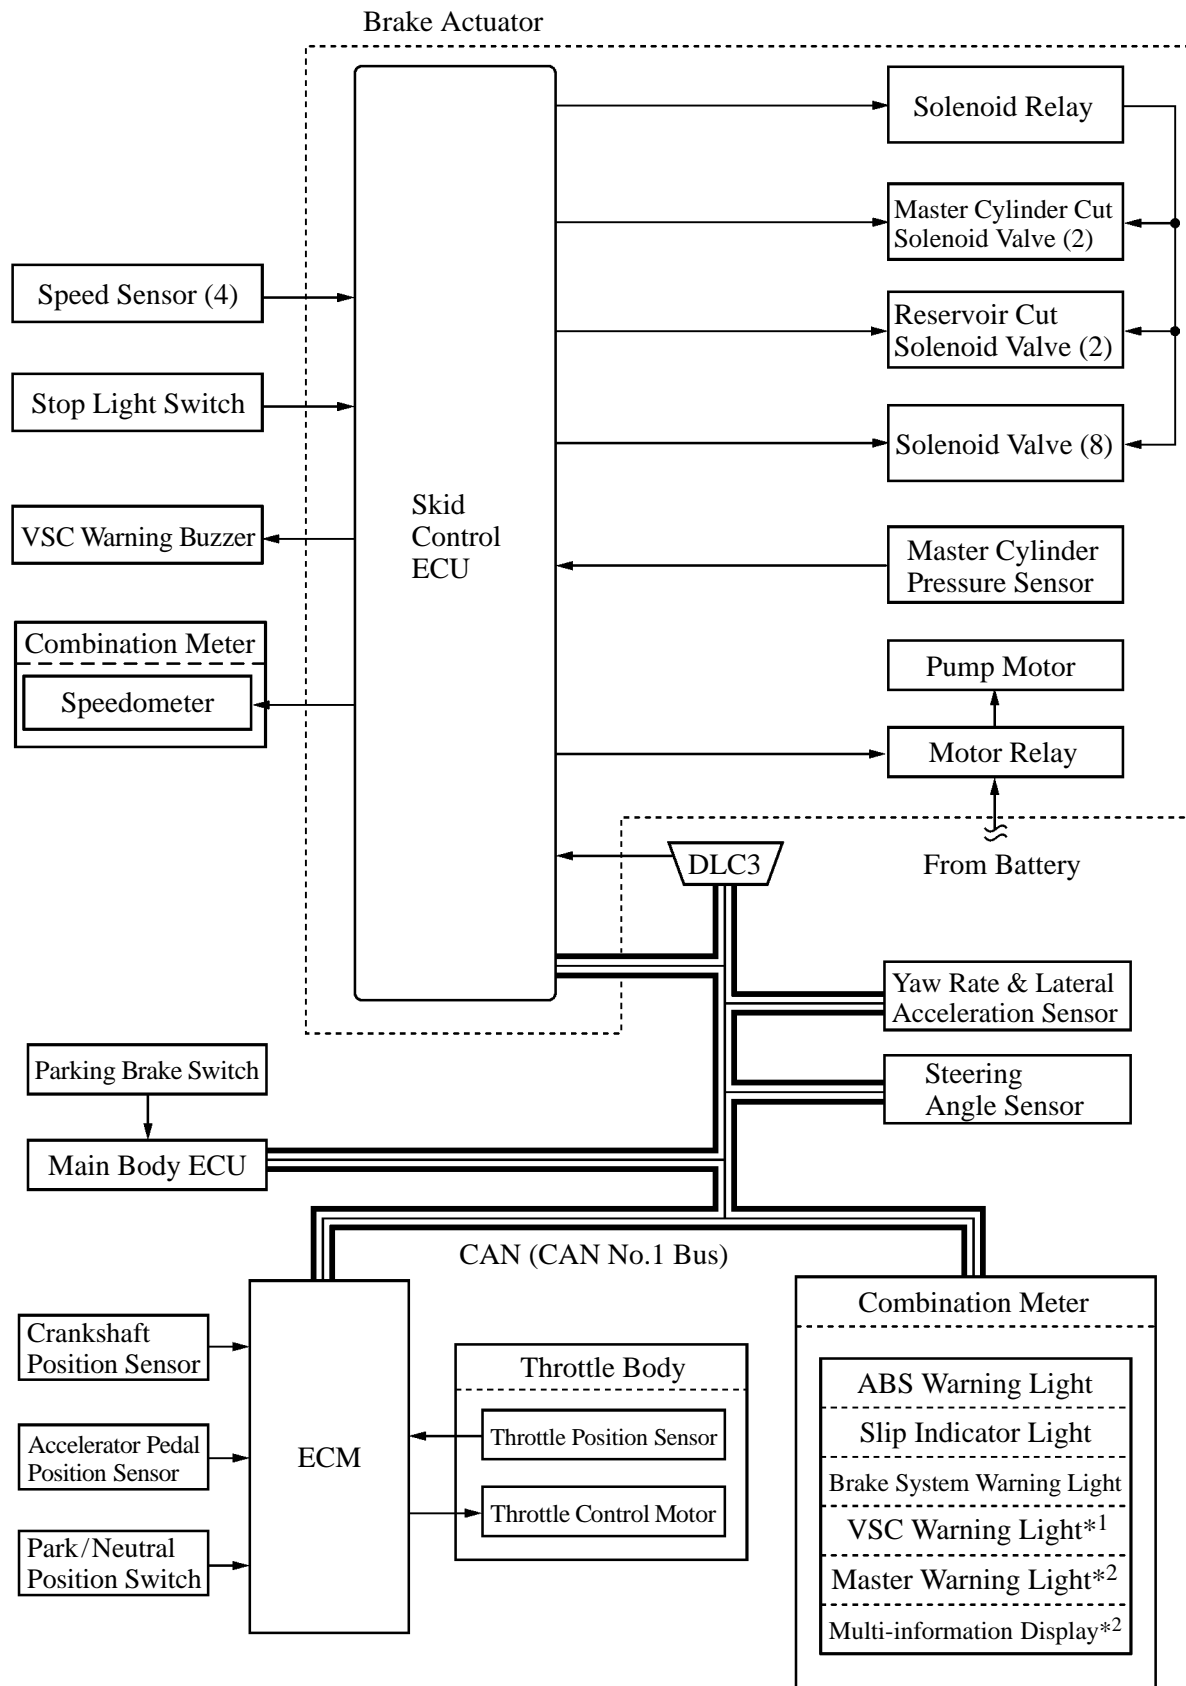 Brake Actuator
Solenoid Relay
Master Cylinder Cut
Solenoid Valve (2)
Speed Sensor (4)
Reservoir Cut
Solenoid Valve (2)
Stop Light Switch
Solenoid Valve (8)
Skid
Control
ECU
VSC Warning Buzzer
Master Cylinder
Pressure Sensor
Combination Meter
Speedometer
Pump Motor
Motor Relay
DLC3
From Battery
Yaw Rate & Lateral
Acceleration Sensor
Parking Brake Switch
Steering
Angle Sensor
Main Body ECU
CAN (CAN No.1 Bus)
Crankshaft
Position Sensor
Accelerator Pedal
Position Sensor
Park/Neutral
Position Switch
ECM
Throttle Body
Throttle Position Sensor
Throttle Control Motor
Combination Meter
ABS Warning Light
Slip Indicator Light
Brake System Warning Light
VSC Warning Light*1
Master Warning Light*2
Multi-information Display*2